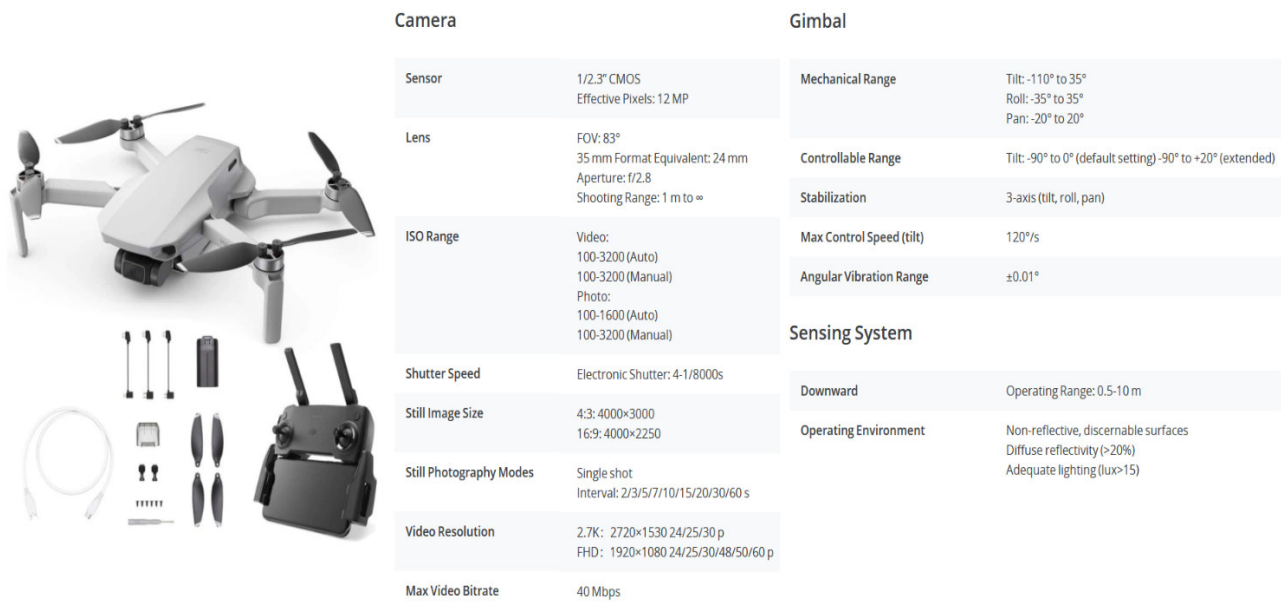 Camera
Sensor
1/2.3" CMOS
Effective Pixels: 12 MP
Lens
FOV: 83°
35 mm Format Equivalent: 24 mm
Aperture: f/2.8
Shooting Range: 1 m to ∞
ISO Range
Video:
100-3200 (Auto)
100-3200 (Manual)
Photo:
100-1600 (Auto)
100-3200 (Manual)
Shutter Speed
Electronic Shutter: 4-1/8000s
Still Image Size
4:3: 4000×3000
16:9: 4000×2250
Still Photography Modes
Single shot
Interval: 2/3/5/7/10/15/20/30/60 s
Video Resolution
2.7K: 2720×1530 24/25/30 p
FHD: 1920×1080 24/25/30/48/50/60 p
Max Video Bitrate
40 Mbps
Gimbal
Mechanical Range
Tilt: -110° to 35°
Roll: -35° to 35°
Pan: -20° to 20°
Controllable Range
Tilt: -90° to 0° (default setting) -90° to +20° (extended)
Stabilization
3-axis (tilt, roll, pan)
Max Control Speed (tilt)
120°/s
Angular Vibration Range
±0.01°
Sensing System
Downward
Operating Range: 0.5-10 m
Operating Environment
Non-reflective, discernable surfaces
Diffuse reflectivity (>20%)
Adequate lighting (lux>15)